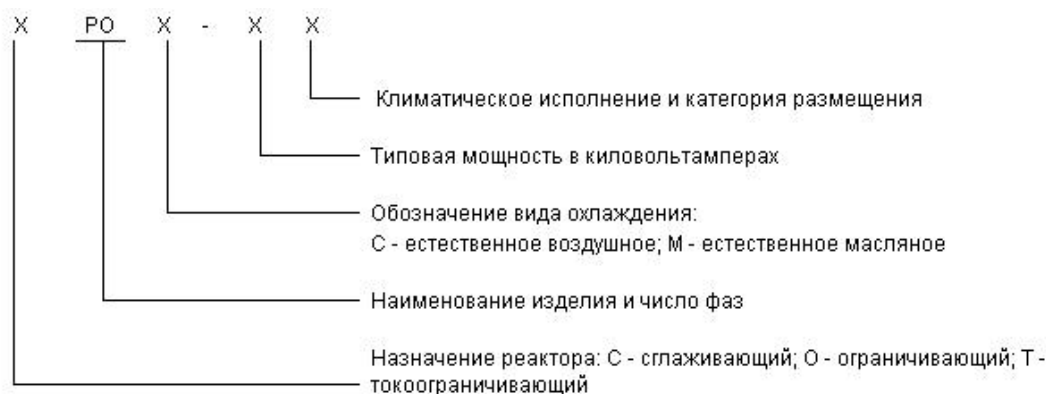 Х РО Х - Х Х
Климатическое исполнение и категория размещения
Типовая мощность в киловольтамперах
Обозначение вида охлаждения:
С - естественное воздушное; М - естественное масляное
Наименование изделия и число фаз
Назначение реактора: С - сглаживающий; О - ограничивающий; Т -
токоограничивающий